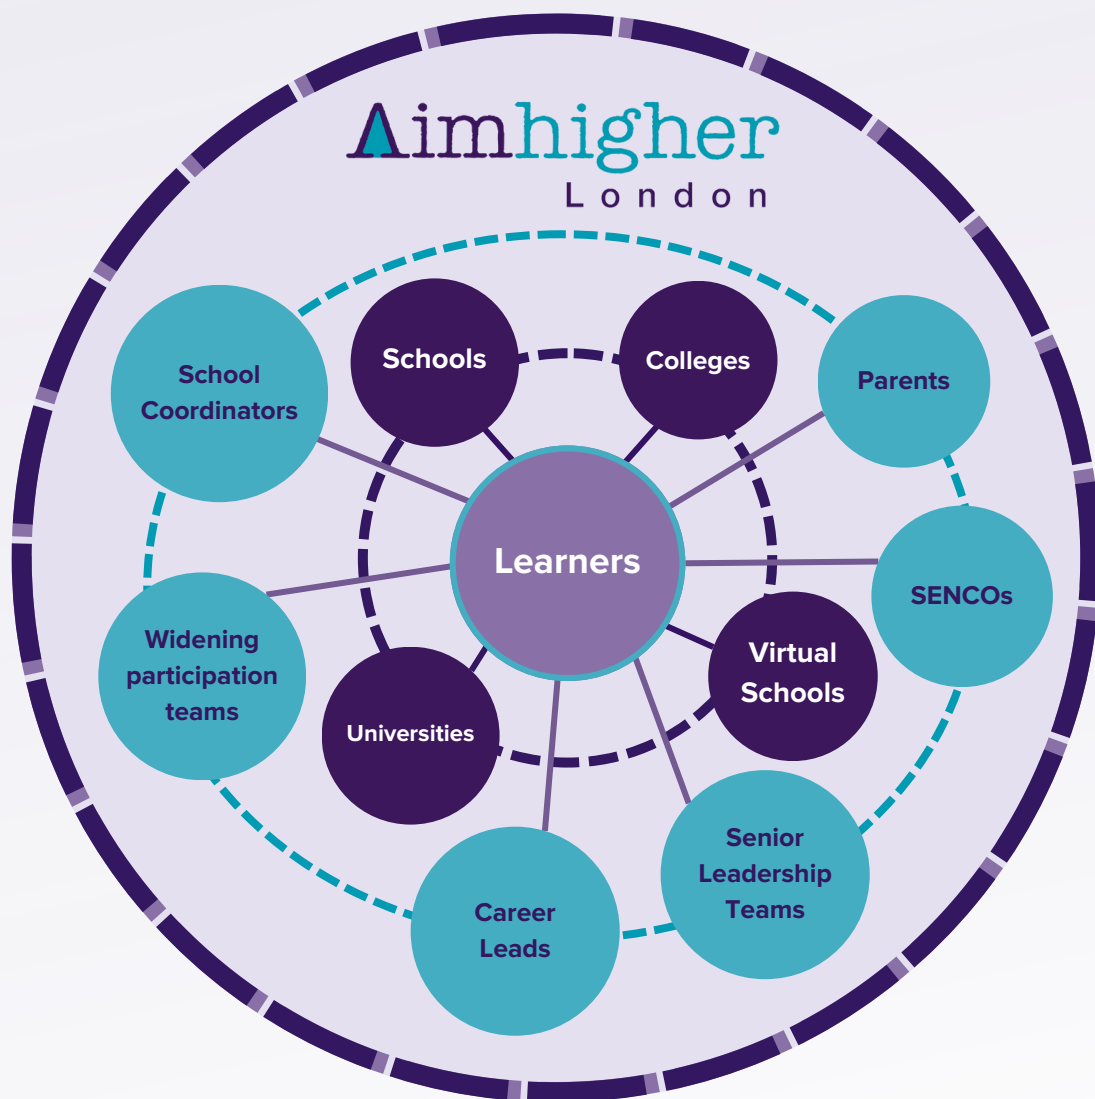 Aimhigher
London
Schools
Colleges
School
Coordinators
Parents
Learners
SENCOs
Widening
participation
teams
Virtual
Schools
Universities
Senior
Leadership
Teams
Career
Leads